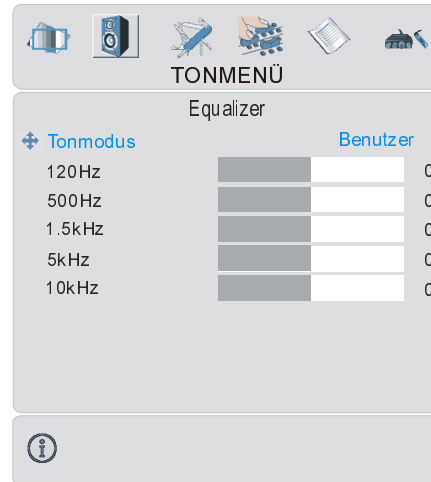 TONMENÜ
Equalizer
Tonmodus Benutzer
120Hz 0
500Hz 0
1.5kHz 0
5kHz 0
10kHz 0